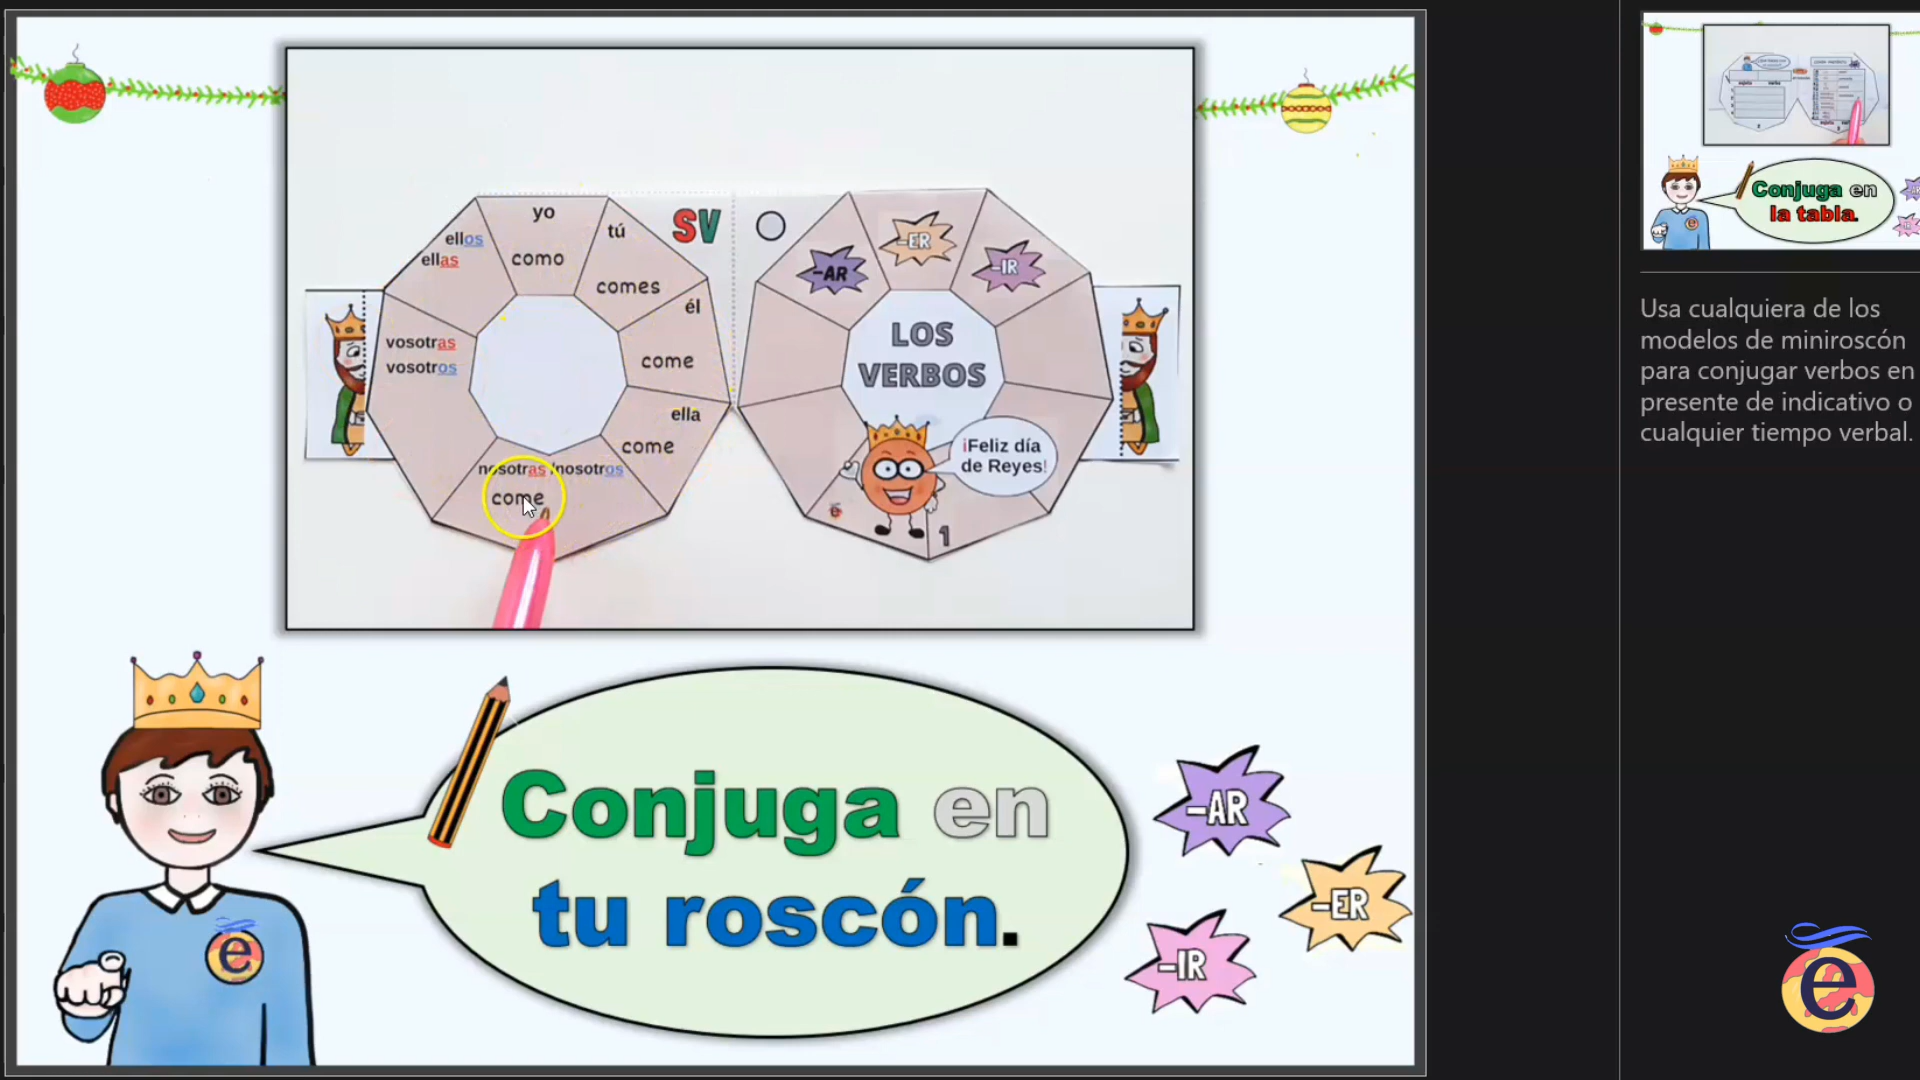 yo
como
tú
comes
él
come
ella
come
nosotras/nosotros
come
vosotras
vosotros
ellos
ellas
SV
-AR
-ER
-IR
LOS
VERBOS
¡Feliz día
de Reyes!
ë
1
Conjuga en
tu roscón.
-AR
-ER
-IR
Conjuga en
la tabla.
Usa cualquiera de los
modelos de miniroscón
para conjugar verbos en
presente de indicativo o
cualquier tiempo verbal.